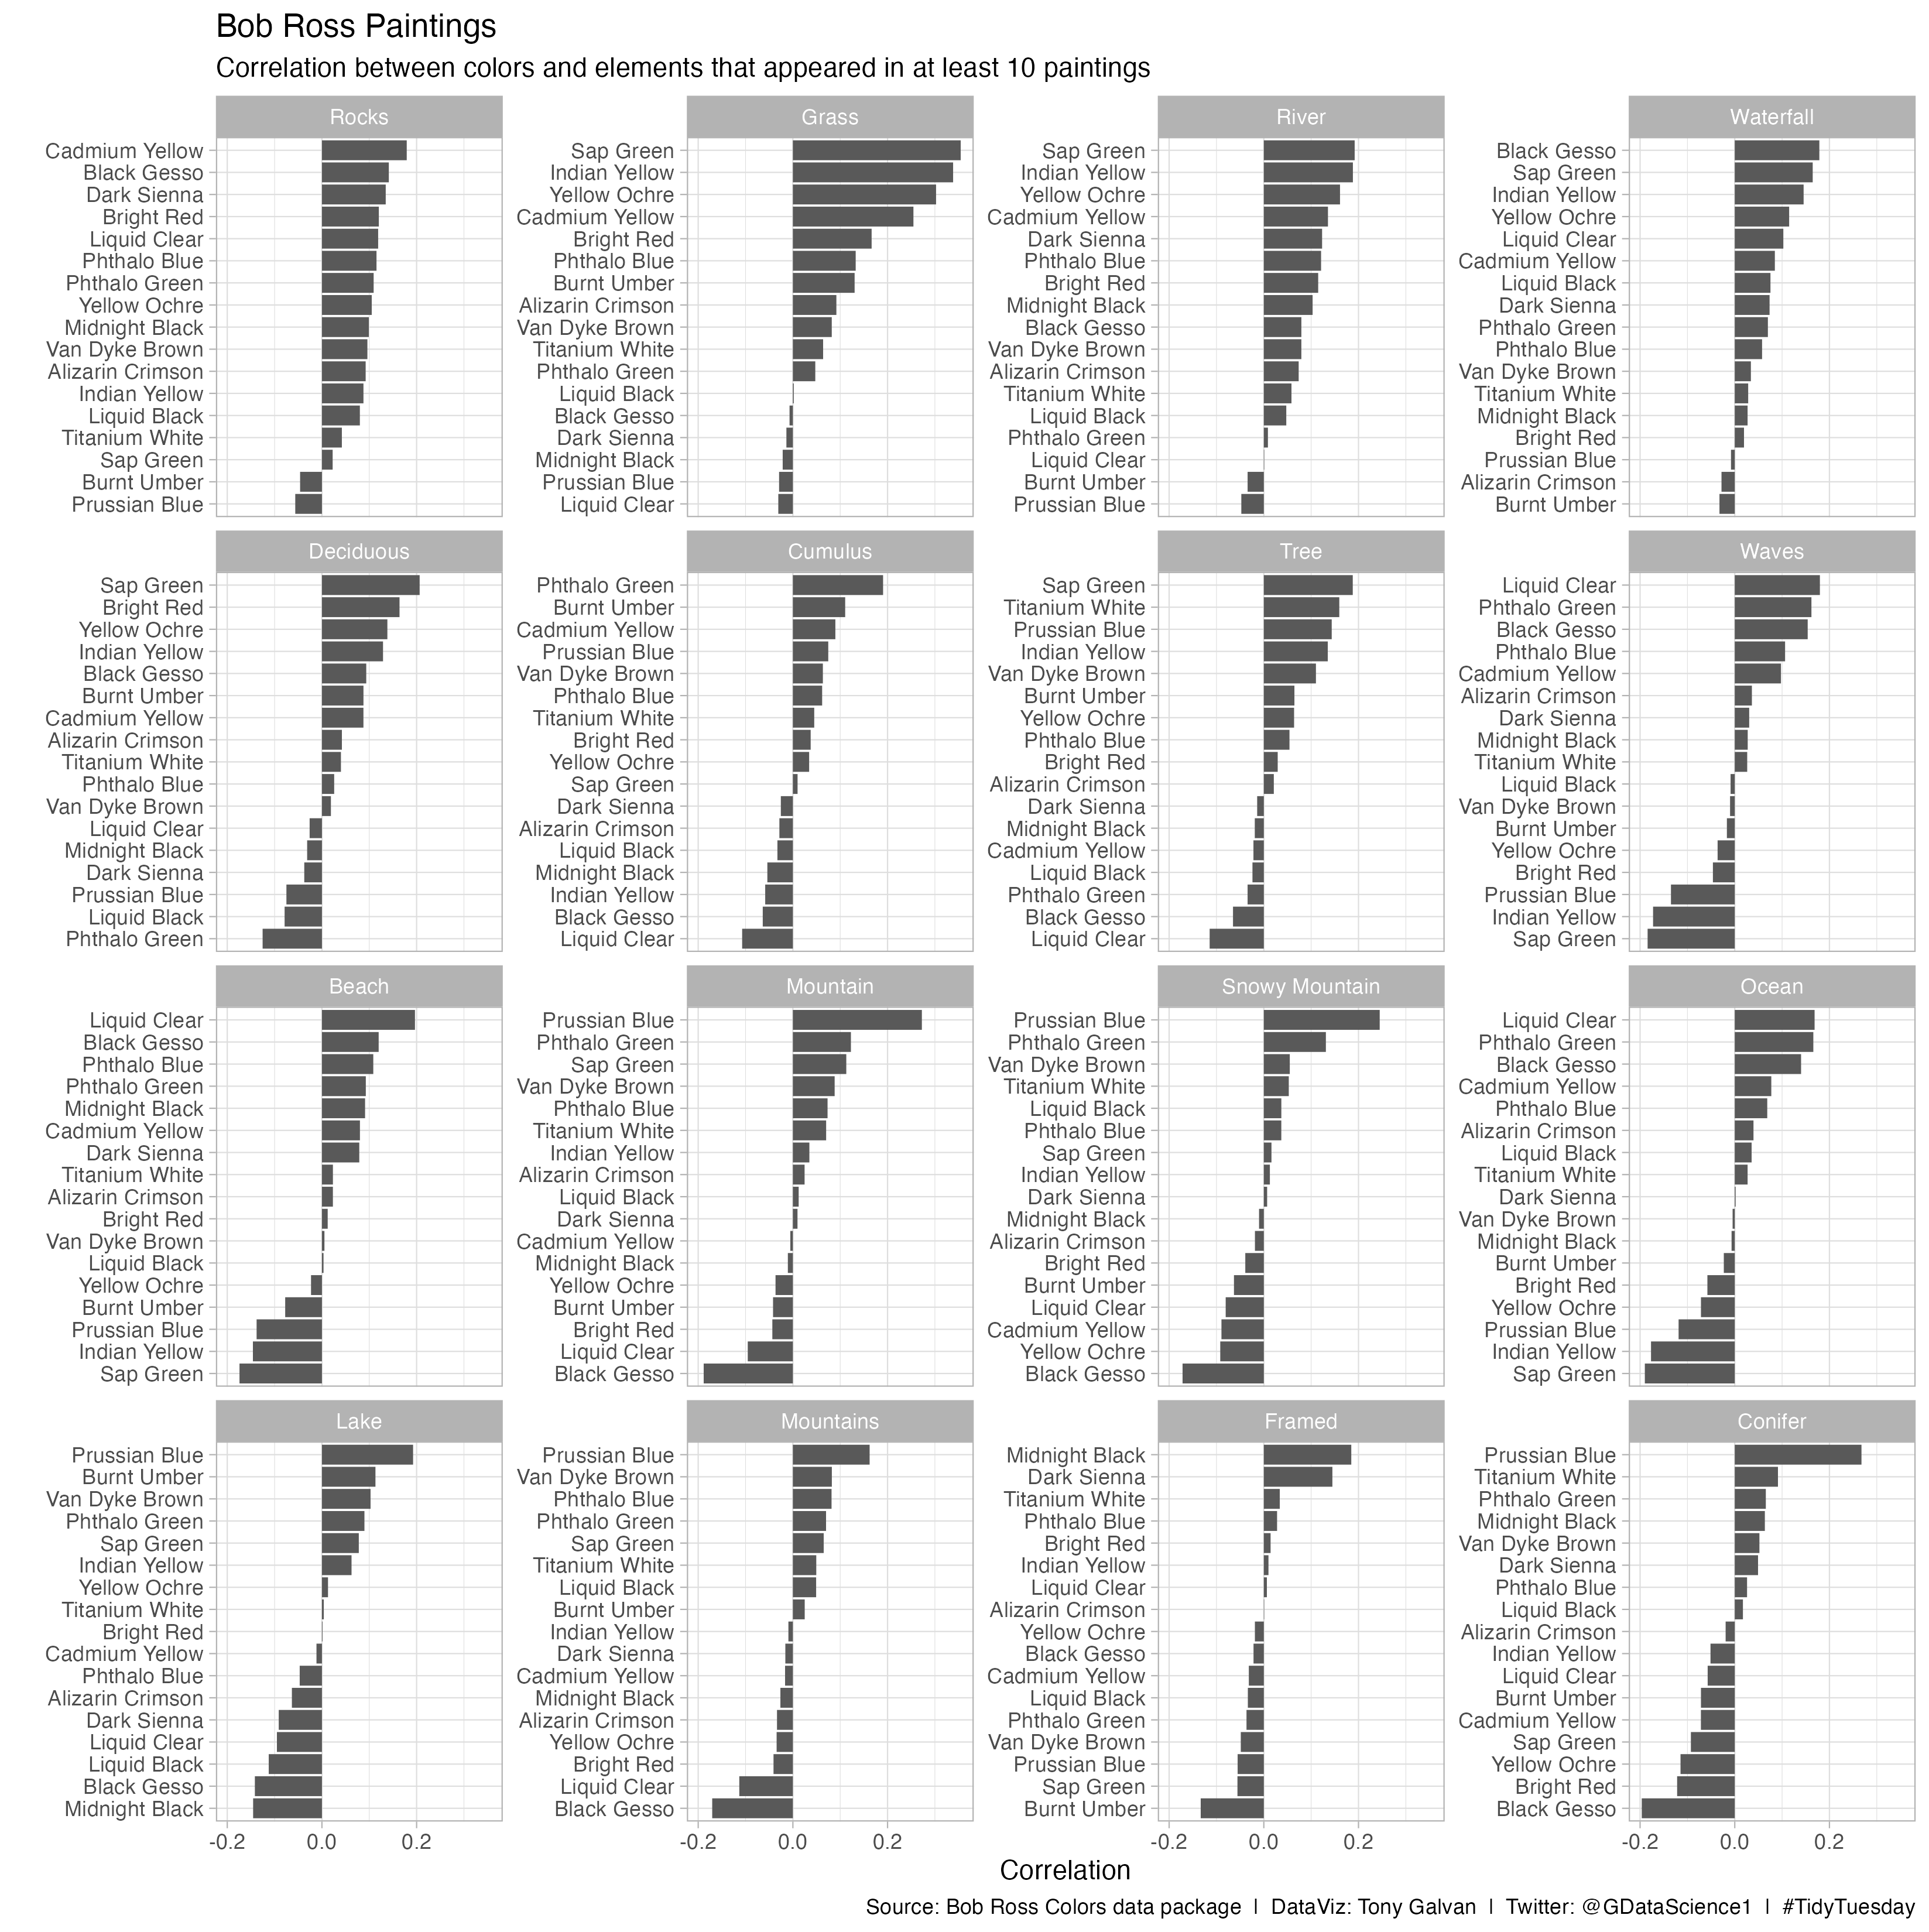 Bob Ross Paintings
Correlation between colors and elements that appeared in at least 10 paintings
Rocks
Cadmium Yellow
Black Gesso
Dark Sienna
Bright Red
Liquid Clear
Phthalo Blue
Phthalo Green
Yellow Ochre
Midnight Black
Van Dyke Brown
Alizarin Crimson
Indian Yellow
Liquid Black
Titanium White
Sap Green
Burnt Umber
Prussian Blue
Grass
Sap Green
Indian Yellow
Yellow Ochre
Cadmium Yellow
Bright Red
Phthalo Blue
Burnt Umber
Alizarin Crimson
Van Dyke Brown
Titanium White
Phthalo Green
Liquid Black
Black Gesso
Dark Sienna
Midnight Black
Prussian Blue
Liquid Clear
River
Sap Green
Indian Yellow
Yellow Ochre
Cadmium Yellow
Dark Sienna
Phthalo Blue
Bright Red
Midnight Black
Black Gesso
Van Dyke Brown
Alizarin Crimson
Titanium White
Liquid Black
Phthalo Green
Liquid Clear
Burnt Umber
Prussian Blue
Waterfall
Black Gesso
Sap Green
Indian Yellow
Yellow Ochre
Liquid Clear
Cadmium Yellow
Liquid Black
Dark Sienna
Phthalo Green
Phthalo Blue
Van Dyke Brown
Titanium White
Midnight Black
Bright Red
Prussian Blue
Alizarin Crimson
Burnt Umber
Deciduous
Sap Green
Bright Red
Yellow Ochre
Indian Yellow
Black Gesso
Burnt Umber
Cadmium Yellow
Alizarin Crimson
Titanium White
Phthalo Blue
Van Dyke Brown
Liquid Clear
Midnight Black
Dark Sienna
Prussian Blue
Liquid Black
Phthalo Green
Cumulus
Phthalo Green
Burnt Umber
Cadmium Yellow
Prussian Blue
Van Dyke Brown
Phthalo Blue
Titanium White
Bright Red
Yellow Ochre
Sap Green
Dark Sienna
Alizarin Crimson
Liquid Black
Midnight Black
Indian Yellow
Black Gesso
Liquid Clear
Tree
Sap Green
Titanium White
Prussian Blue
Indian Yellow
Van Dyke Brown
Burnt Umber
Yellow Ochre
Phthalo Blue
Bright Red
Alizarin Crimson
Dark Sienna
Midnight Black
Cadmium Yellow
Liquid Black
Phthalo Green
Black Gesso
Liquid Clear
Waves
Liquid Clear
Phthalo Green
Black Gesso
Phthalo Blue
Cadmium Yellow
Alizarin Crimson
Dark Sienna
Midnight Black
Titanium White
Liquid Black
Van Dyke Brown
Burnt Umber
Yellow Ochre
Bright Red
Prussian Blue
Indian Yellow
Sap Green
Beach
Liquid Clear
Black Gesso
Phthalo Blue
Phthalo Green
Midnight Black
Cadmium Yellow
Dark Sienna
Titanium White
Alizarin Crimson
Bright Red
Van Dyke Brown
Liquid Black
Yellow Ochre
Burnt Umber
Prussian Blue
Indian Yellow
Sap Green
Mountain
Prussian Blue
Phthalo Green
Sap Green
Van Dyke Brown
Phthalo Blue
Titanium White
Indian Yellow
Alizarin Crimson
Liquid Black
Dark Sienna
Cadmium Yellow
Midnight Black
Yellow Ochre
Burnt Umber
Bright Red
Liquid Clear
Black Gesso
Snowy Mountain
Prussian Blue
Phthalo Green
Van Dyke Brown
Titanium White
Liquid Black
Phthalo Blue
Sap Green
Indian Yellow
Dark Sienna
Midnight Black
Alizarin Crimson
Bright Red
Burnt Umber
Liquid Clear
Cadmium Yellow
Yellow Ochre
Black Gesso
Ocean
Liquid Clear
Phthalo Green
Black Gesso
Cadmium Yellow
Phthalo Blue
Alizarin Crimson
Liquid Black
Titanium White
Dark Sienna
Van Dyke Brown
Midnight Black
Burnt Umber
Bright Red
Yellow Ochre
Prussian Blue
Indian Yellow
Sap Green
Lake
Prussian Blue
Burnt Umber
Van Dyke Brown
Phthalo Green
Sap Green
Indian Yellow
Yellow Ochre
Titanium White
Bright Red
Cadmium Yellow
Phthalo Blue
Alizarin Crimson
Dark Sienna
Liquid Clear
Liquid Black
Black Gesso
Midnight Black
-0.2 0.0 0.2
Mountains
Prussian Blue
Van Dyke Brown
Phthalo Blue
Phthalo Green
Sap Green
Titanium White
Liquid Black
Burnt Umber
Indian Yellow
Dark Sienna
Cadmium Yellow
Midnight Black
Alizarin Crimson
Yellow Ochre
Bright Red
Liquid Clear
Black Gesso
-0.2 0.0 0.2
Framed
Midnight Black
Dark Sienna
Titanium White
Phthalo Blue
Bright Red
Indian Yellow
Liquid Clear
Alizarin Crimson
Yellow Ochre
Black Gesso
Cadmium Yellow
Liquid Black
Phthalo Green
Van Dyke Brown
Prussian Blue
Sap Green
Burnt Umber
-0.2 0.0 0.2
Conifer
Prussian Blue
Titanium White
Phthalo Green
Midnight Black
Van Dyke Brown
Dark Sienna
Phthalo Blue
Liquid Black
Alizarin Crimson
Indian Yellow
Liquid Clear
Burnt Umber
Cadmium Yellow
Sap Green
Yellow Ochre
Bright Red
Black Gesso
-0.2 0.0 0.2
Correlation
Source: Bob Ross Colors data package | DataViz: Tony Galvan | Twitter: @GDataScience1 | #TidyTuesday